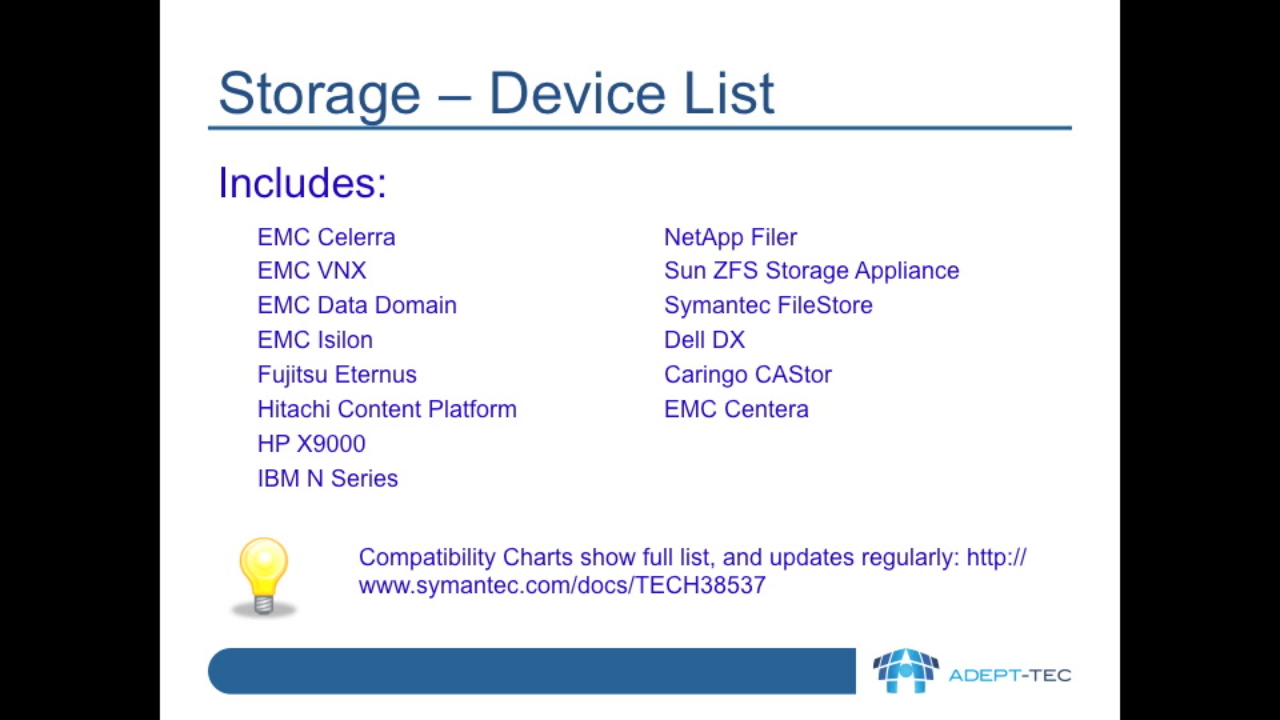 Storage – Device List
Includes:
EMC Celerra
EMC VNX
EMC Data Domain
EMC Isilon
Fujitsu Eternus
Hitachi Content Platform
HP X9000
IBM N Series
NetApp Filer
Sun ZFS Storage Appliance
Symantec FileStore
Dell DX
Caringo CAStor
EMC Centera
Compatibility Charts show full list, and updates regularly: http://
www.symantec.com/docs/TECH38537
ADEPT-TEC